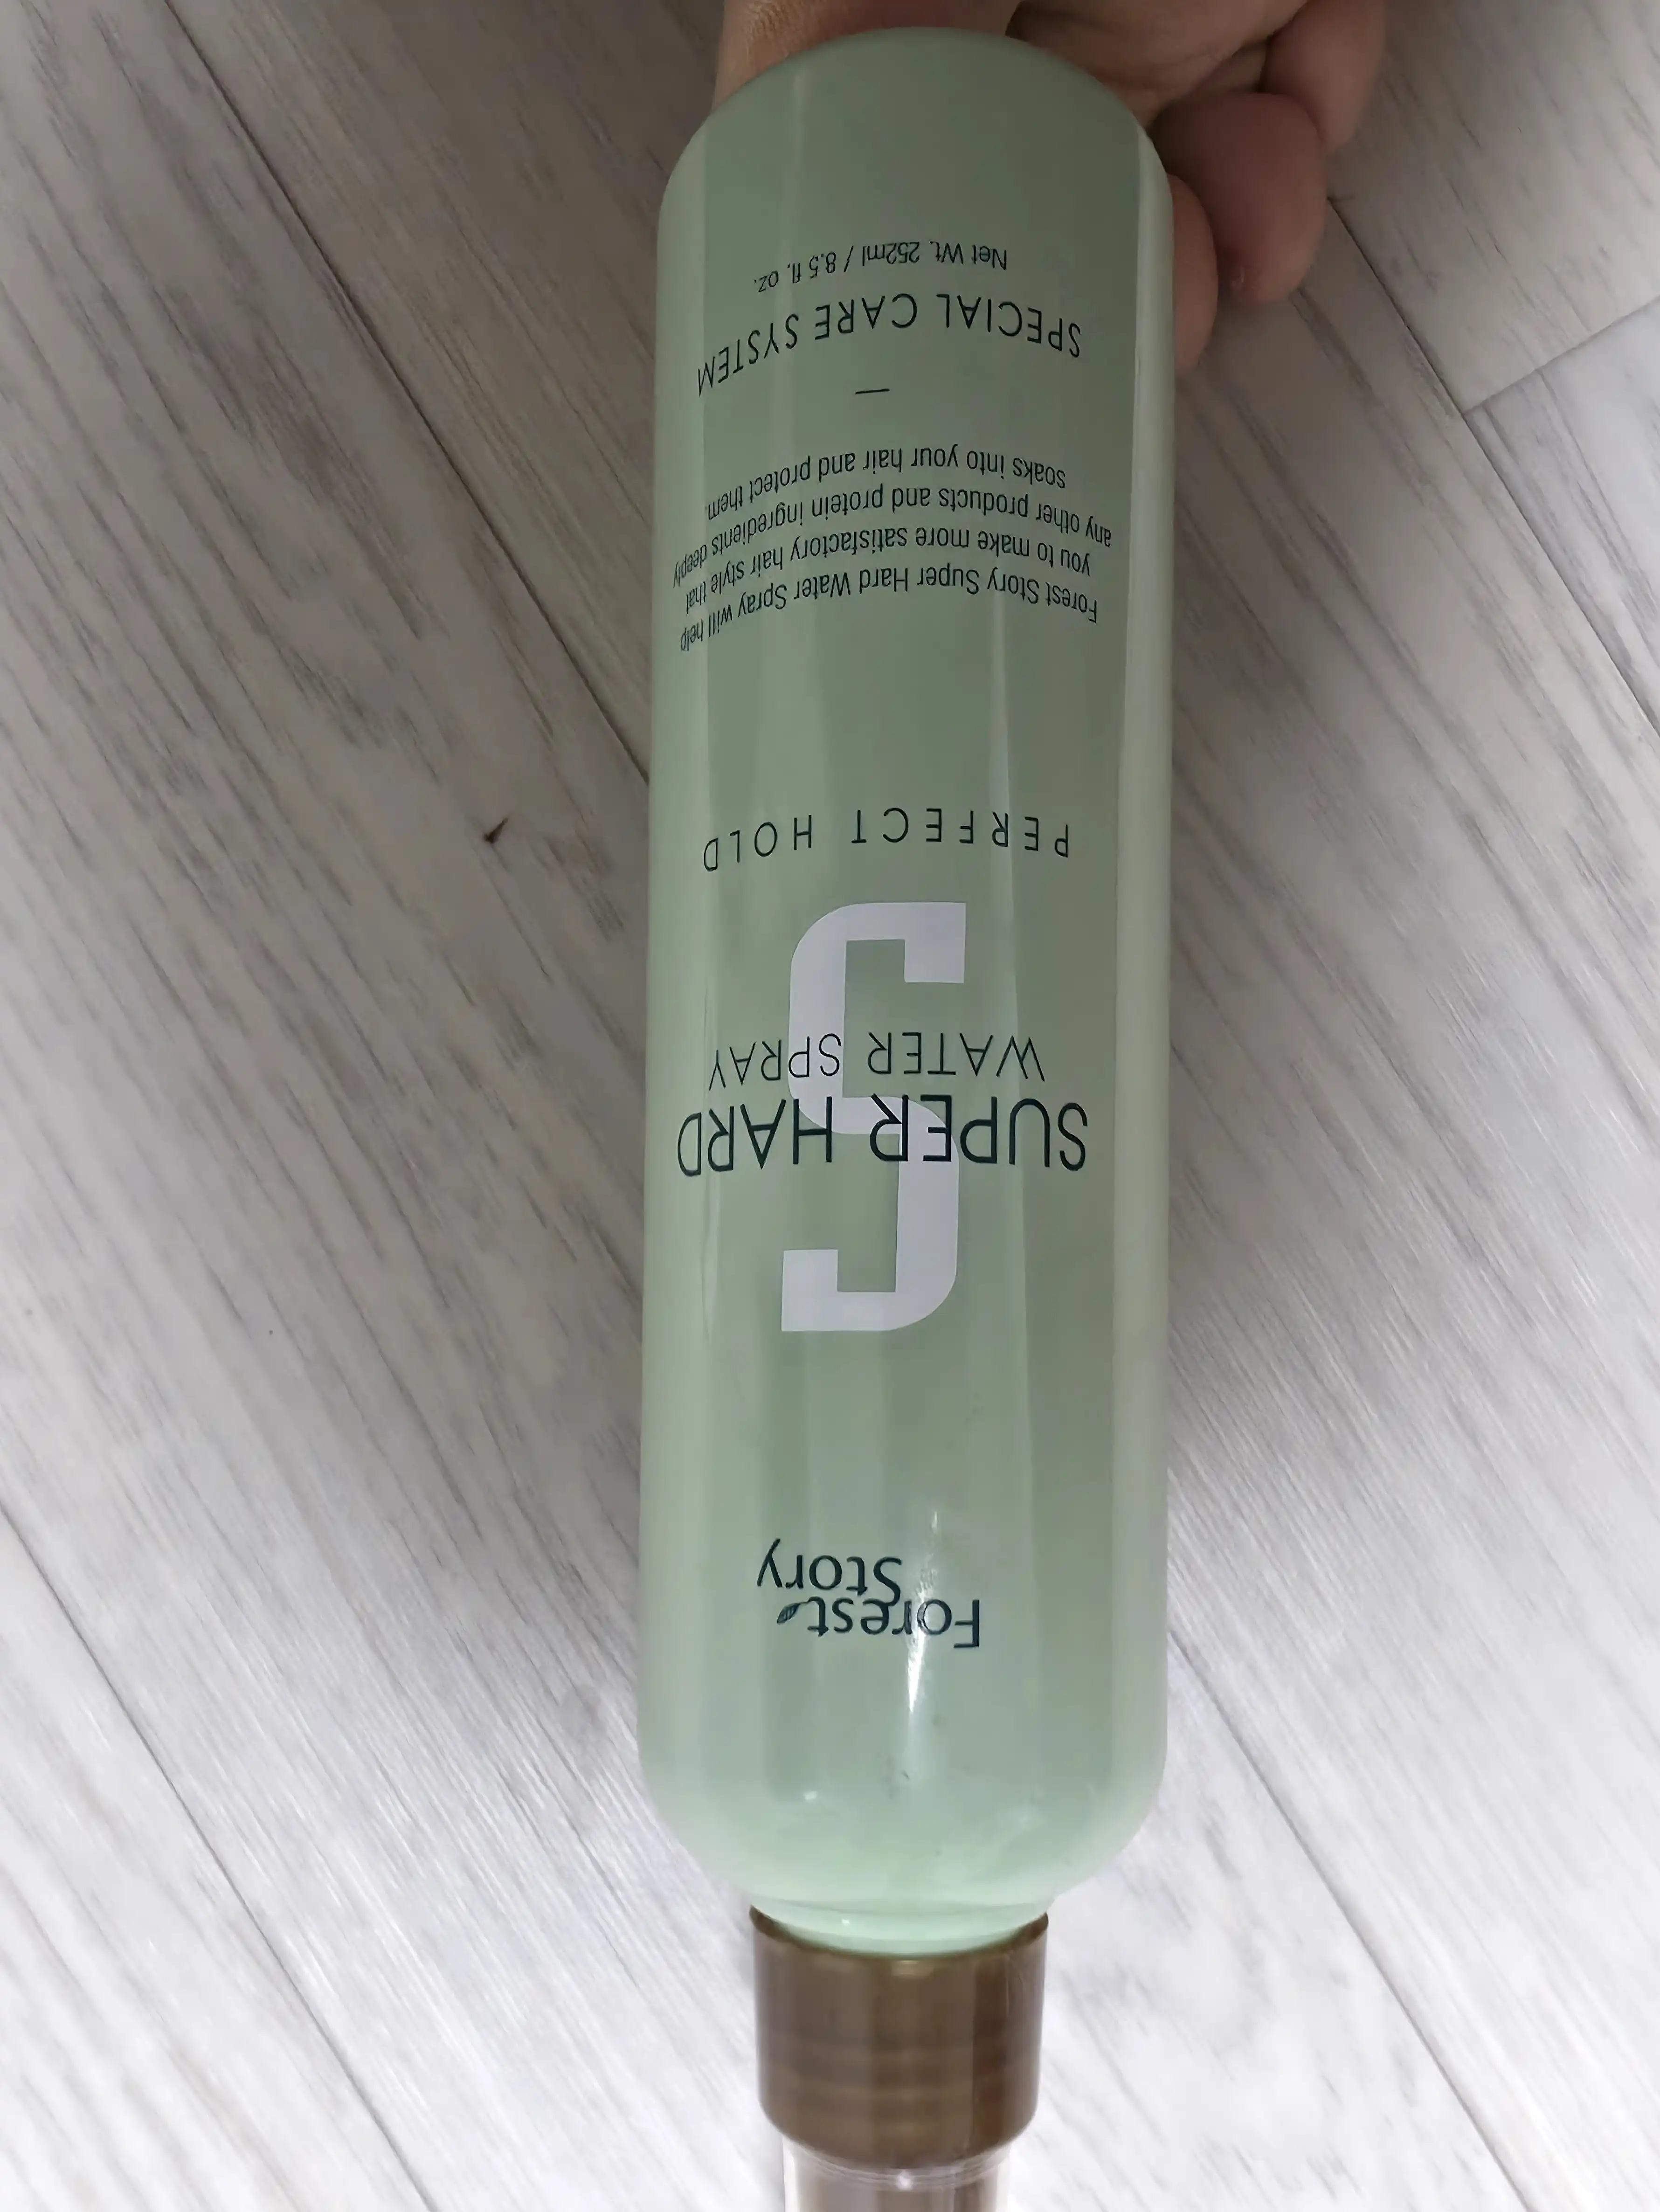 Forest
Story
S
SUPER HARD
WATER SPRAY
PERFECT HOLD
Forest Story Super Hard Water Spray will help
you to make more satisfactory hair style that
any other products and protein ingredients deeply
soaks into your hair and protect them.
SPECIAL CARE SYSTEM
Net Wt. 252ml / 8.5 fl. oz.